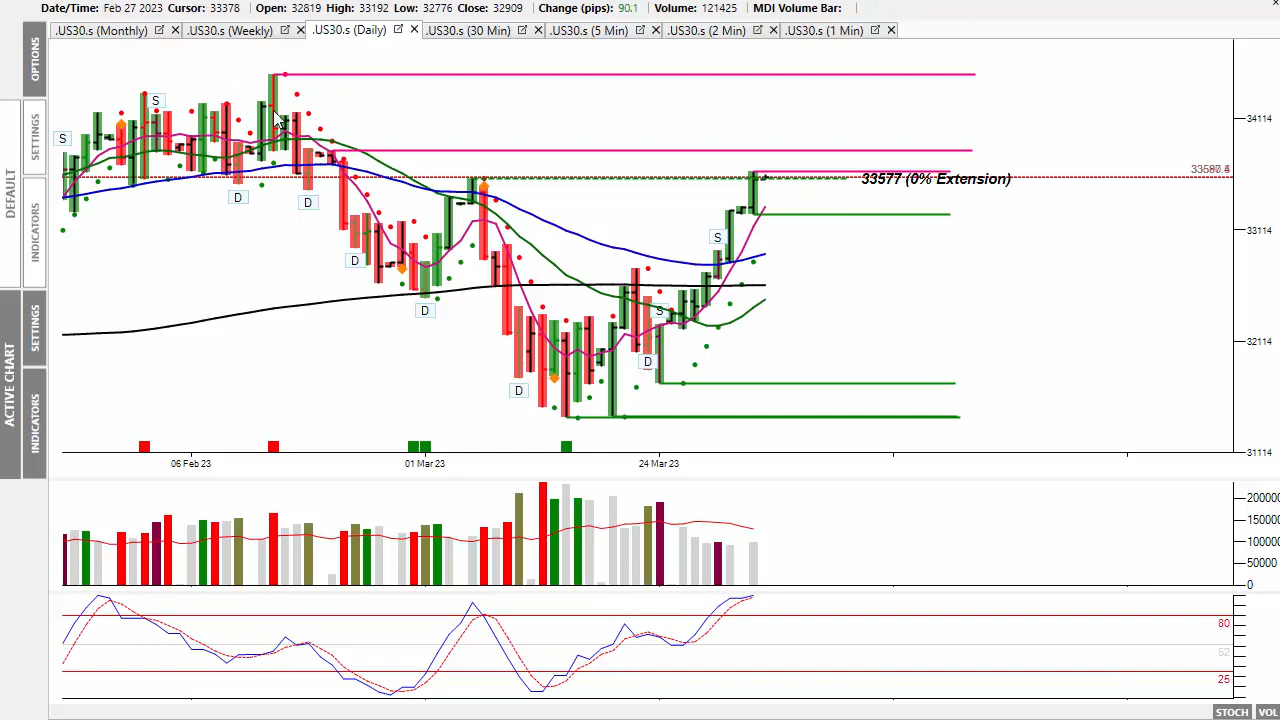 Date/Time: Feb 27 2023 Cursor: 33378 Open: 32819 High: 33192 Low: 32776 Close: 32909 Change (pips): 90.1 Volume: 121425 MDI Volume Bar:
.US30.s (Monthly) .US30.s (Weekly) .US30.s (Daily) .US30.s (30 Min) .US30.s (5 Min) .US30.s (2 Min) .US30.s (1 Min)
OPTIONS
SETTINGS
DEFAULT
INDICATORS
SETTINGS
ACTIVE CHART
INDICATORS
S
S
34114
33577 (0% Extension)
D
D
S
33114
D
D
S
32114
D
D
31114
06 Feb 23 01 Mar 23 24 Mar 23
200000
150000
100000
50000
0
80
52
25
STOCH VOL